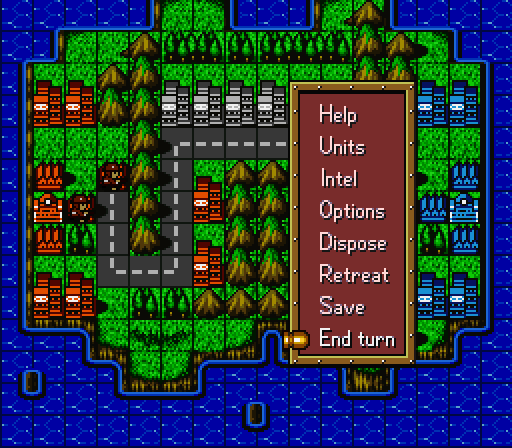 Help
Units
Intel
Options
Dispose
Retreat
Save
End turn